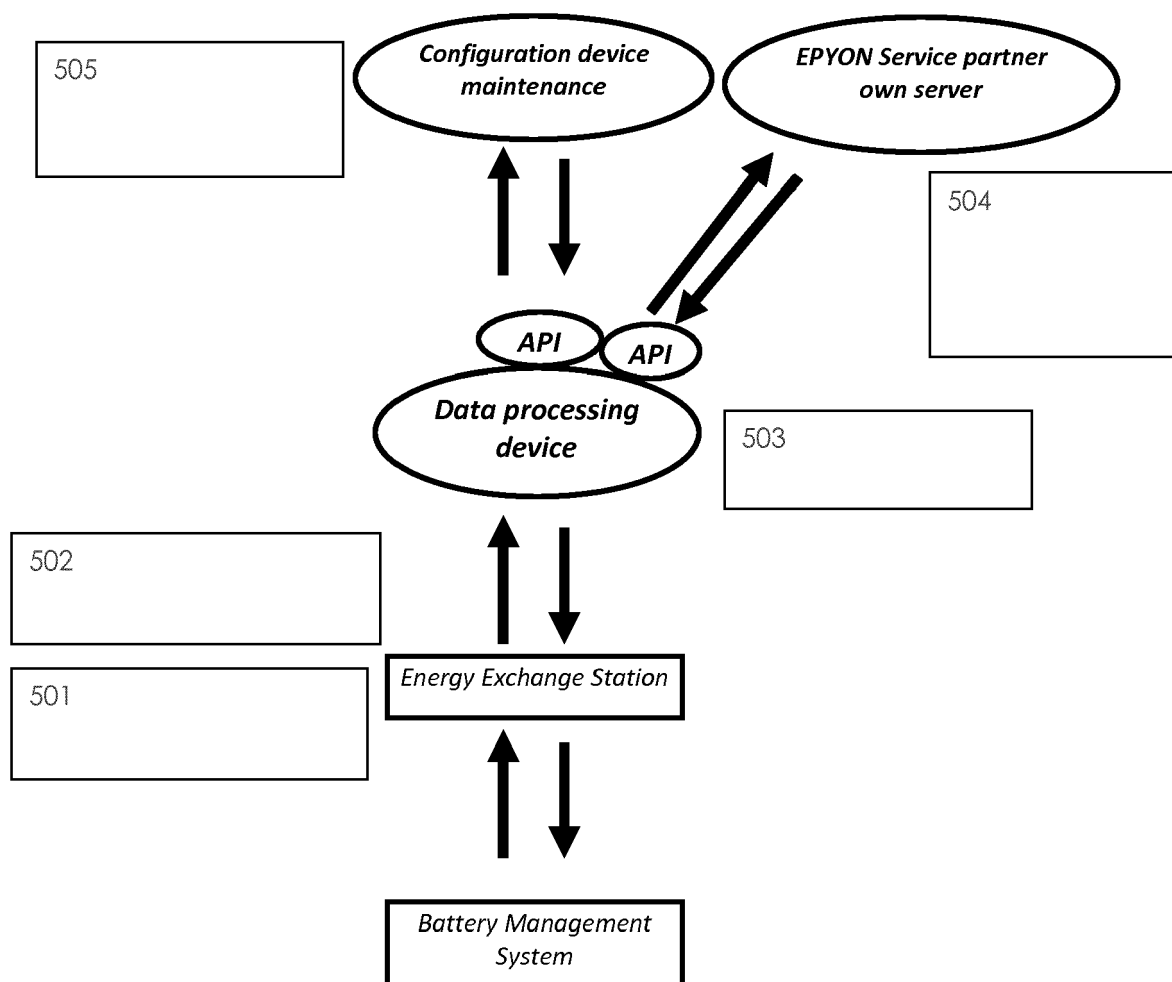 505
Configuration device
maintenance
EPYON Service partner
own server
504
API
API
Data processing
device
503
502
Energy Exchange Station
501
Battery Management
System